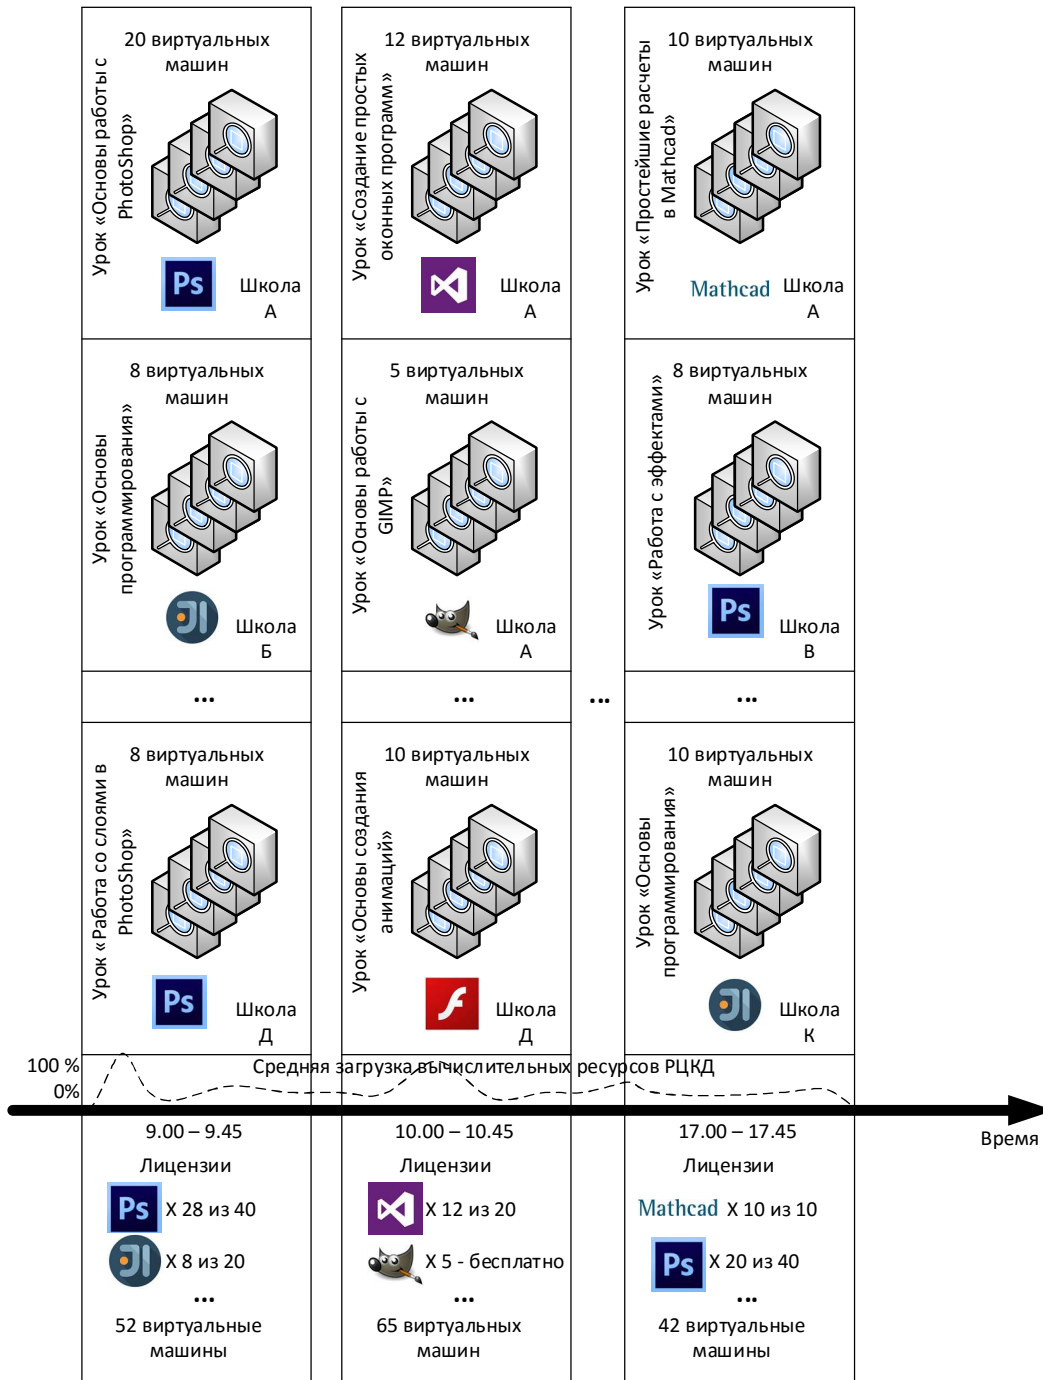 20 виртуальных
машин
Урок «Основы работы с
PhotoShop»
Ps
Школа
А
12 виртуальных
машин
Урок «Создание простых
оконных программ»
Школа
А
10 виртуальных
машин
Урок «Простейшие расчеты
в Mathcad»
Mathcad
Школа
А
8 виртуальных
машин
Урок «Основы
программирования»
JI
Школа
Б
5 виртуальных
машин
Урок «Основы работы с
GIMP»
Школа
А
8 виртуальных
машин
Урок «Работа с эффектами»
Ps
Школа
В
...
...
...
...
8 виртуальных
машин
Урок «Работа со слоями в
PhotoShop»
Ps
Школа
Д
10 виртуальных
машин
Урок «Основы создания
анимаций»
Школа
Д
10 виртуальных
машин
Урок «Основы
программирования»
JI
Школа
К
100 %
0%
Средняя загрузка вычислительных ресурсов РЦКД
Время
9.00 – 9.45
Лицензии
Ps X 28 из 40
JI X 8 из 20
...
52 виртуальные
машины
10.00 – 10.45
Лицензии
X 12 из 20
X 5 - бесплатно
...
65 виртуальных
машин
17.00 – 17.45
Лицензии
Mathcad X 10 из 10
Ps X 20 из 40
...
42 виртуальные
машины